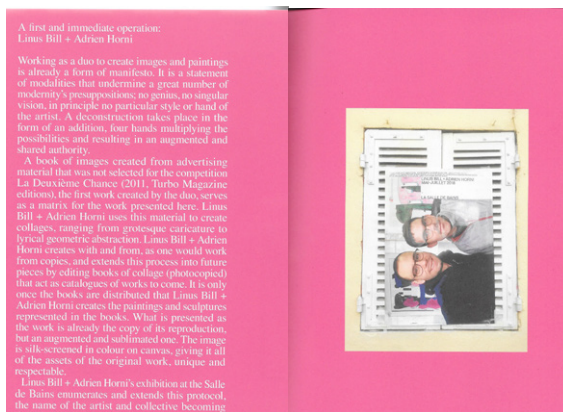 A first and immediate operation:
Linus Bill + Adrien Horni
Working as a duo to create images and paintings
is already a form of manifesto. It is a statement
of modalities that undermine a great number of
modernity's presuppositions; no genius, no singular
vision, in principle no particular style or hand of
the artist. A deconstruction takes place in the
form of an addition, four hands multiplying the
possibilities and resulting in an augmented and
shared authority.
A book of images created from advertising
material that was not selected for the competition
La Deuxième Chance (2011, Turbo Magazine
editions), the first work created by the duo, serves
as a matrix for the work presented here. Linus
Bill + Adrien Horni uses this material to create
collages, ranging from grotesque caricature to
lyrical geometric abstraction. Linus Bill + Adrien
Horni creates with and from, as one would work
from copies, and extends this process into future
pieces by editing books of collage (photocopied)
that act as catalogues of works to come. It is only
once the books are distributed that Linus Bill +
Adrien Horni creates the paintings and sculptures
represented in the books. What is presented as
the work is already the copy of its reproduction,
but an augmented and sublimated one. The image
is silk-screened in colour on canvas, giving it all
of the assets of the original work, unique and
respectable.
Linus Bill + Adrien Horni's exhibition at the Salle
de Bains enumerates and extends this protocol,
the name of the artist and collective becoming
LINUS BILL + ADRIEN HORNI
LA SALLE DE BAINS